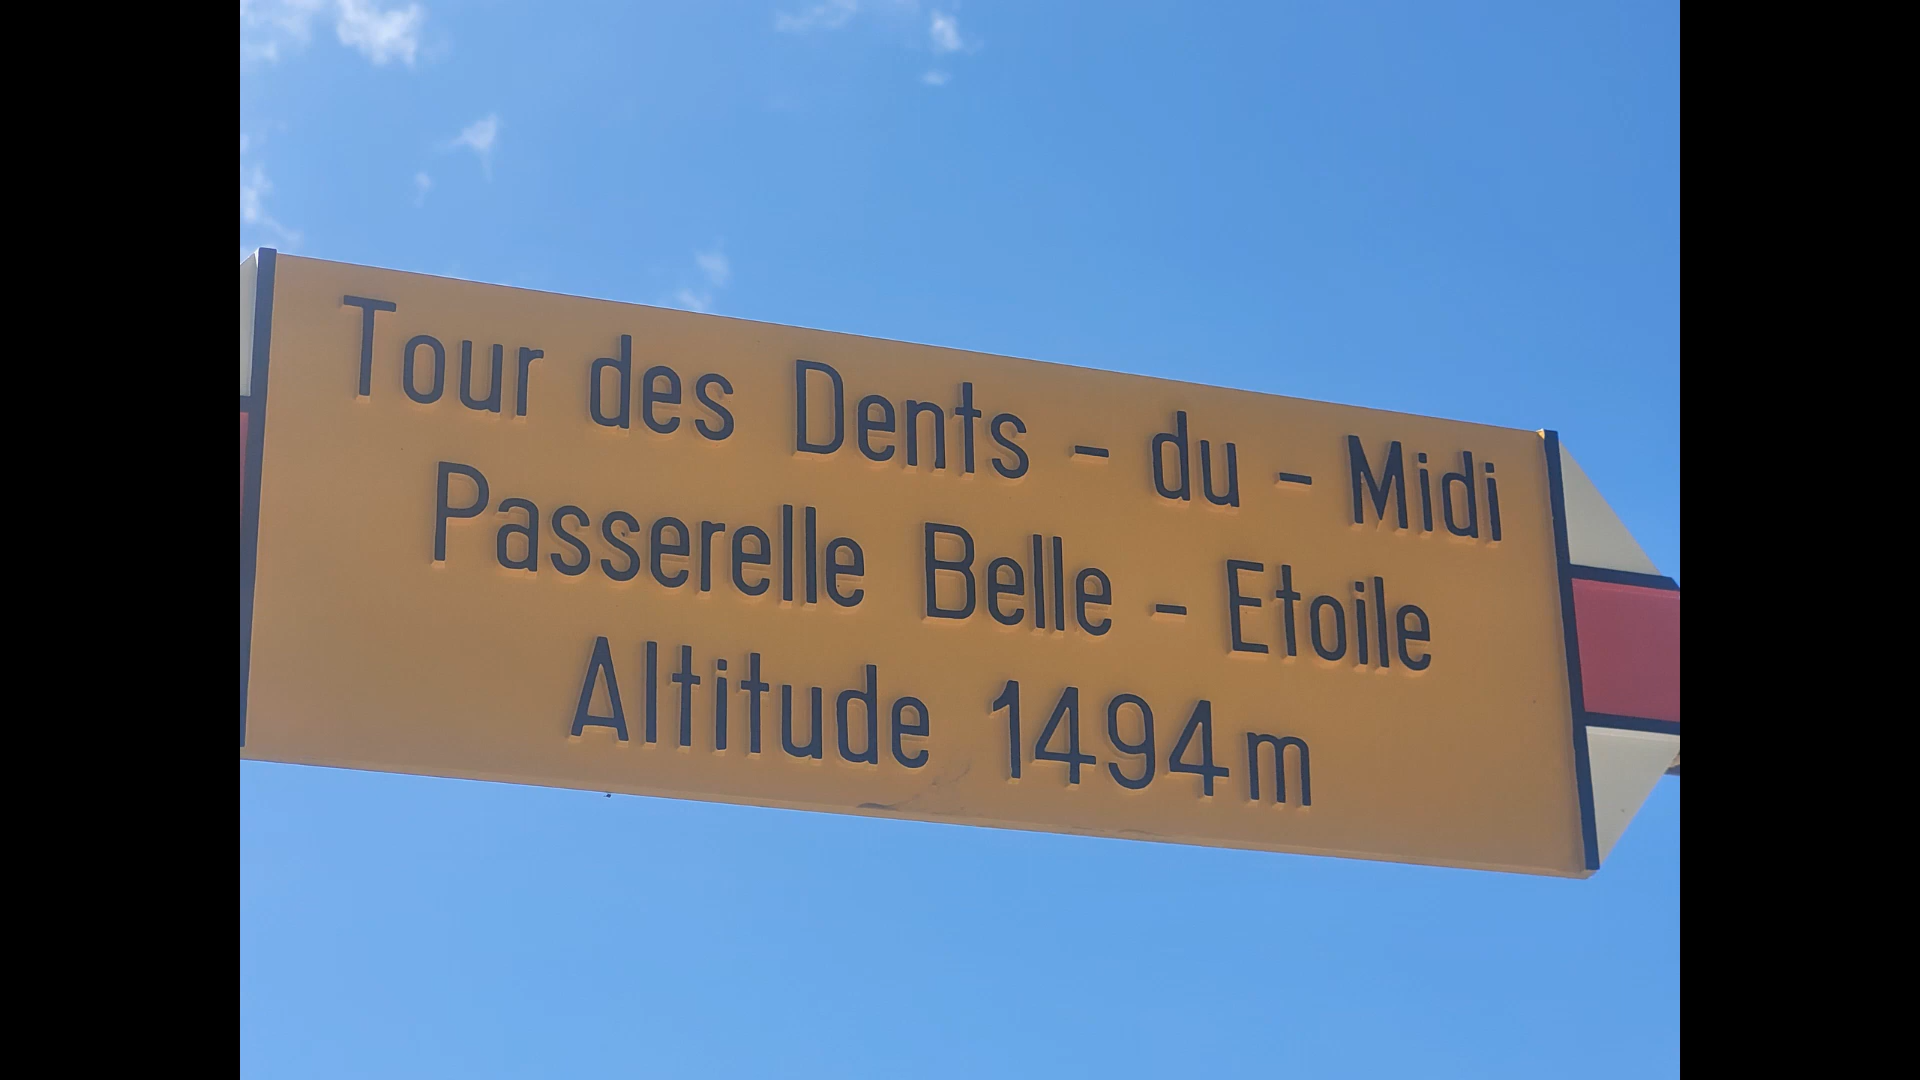 Tour des Dents - du - Midi
Passerelle Belle - Etoile
Altitude 1494m